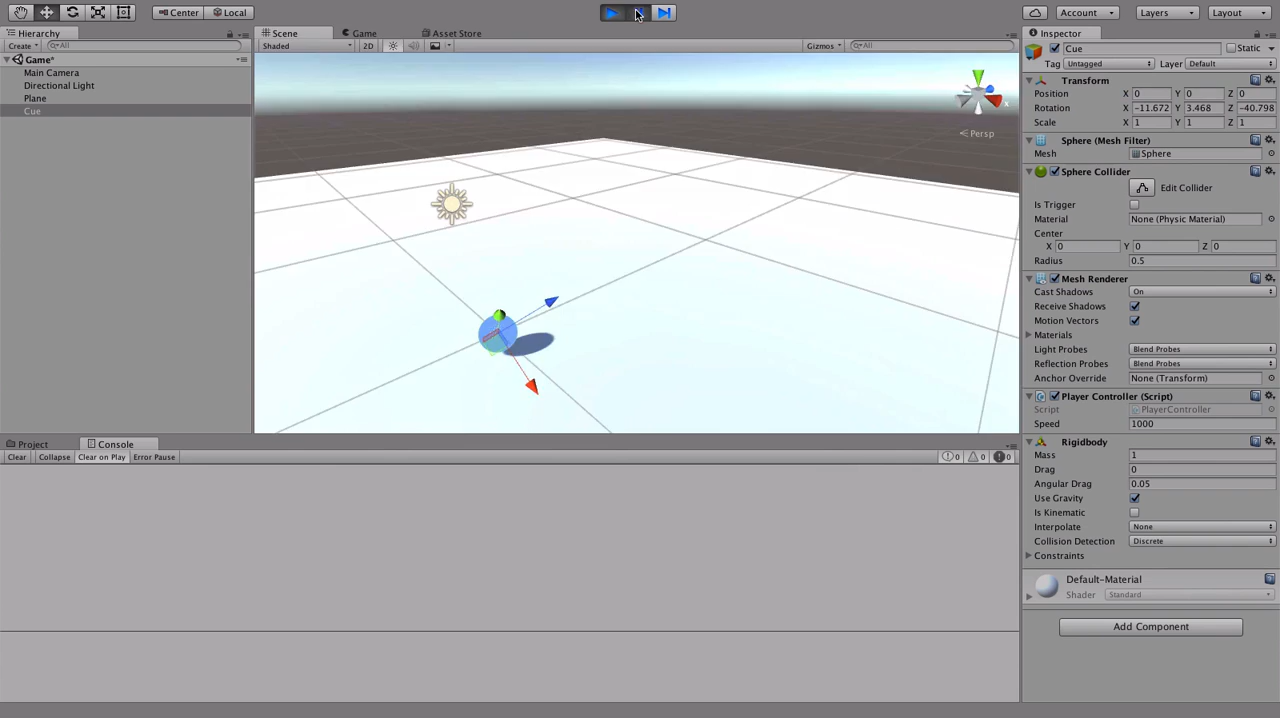 Center Local Account Layers Layout
Hierarchy
Create All
Game*
Main Camera
Directional Light
Plane
Cue
Scene Game Asset Store
Shaded 2D Gizmos All
Persp
Project Console
Clear Collapse Clear on Play Error Pause 0 0 0
Inspector
Cue Static
Tag Untagged Layer Default
Transform
Position X 0 Y 0 Z 0
Rotation X -11.672 Y 3.468 Z -40.798
Scale X 1 Y 1 Z 1
Sphere (Mesh Filter)
Mesh Sphere
Sphere Collider
Edit Collider
Is Trigger
Material None (Physic Material)
Center
X 0 Y 0 Z 0
Radius 0.5
Mesh Renderer
Cast Shadows On
Receive Shadows
Motion Vectors
Materials
Light Probes Blend Probes
Reflection Probes Blend Probes
Anchor Override None (Transform)
Player Controller (Script)
Script PlayerController
Speed 1000
Rigidbody
Mass 1
Drag 0
Angular Drag 0.05
Use Gravity
Is Kinematic
Interpolate None
Collision Detection Discrete
Constraints
Default-Material
Shader Standard
Add Component